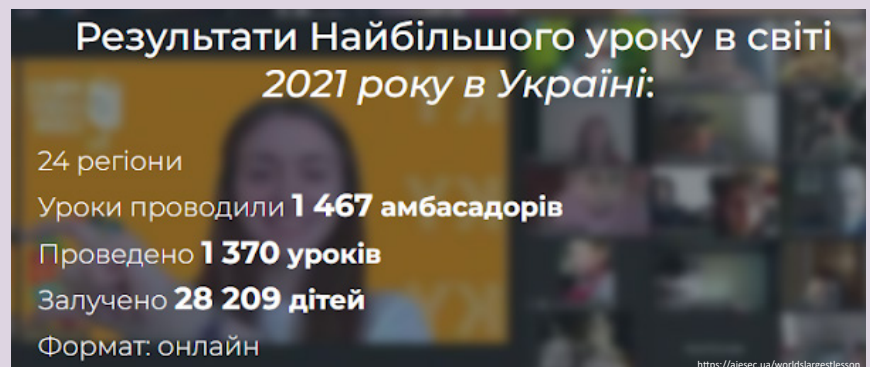 Результати Найбільшого уроку в світі
2021 року в Україні:
24 регіони
Уроки проводили 1 467 амбасадорів
Проведено 1 370 уроків
Залучено 28 209 дітей
Формат: онлайн
https://aiesec.ua/worldslargestlesson